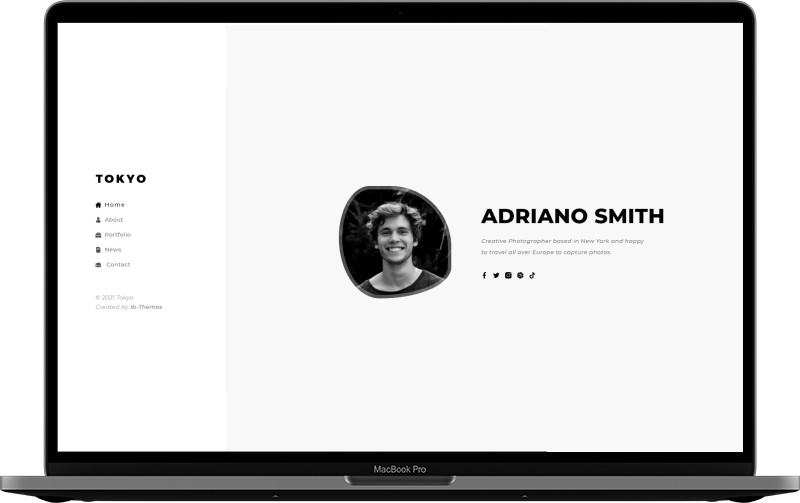 TOKYO
Home
About
Portfolio
News
Contact
© 2021 Tokyo
Created by Ib-Themes
ADRIANO SMITH
Creative Photographer based in New York and happy
to travel all over Europe to capture photos.
MacBook Pro